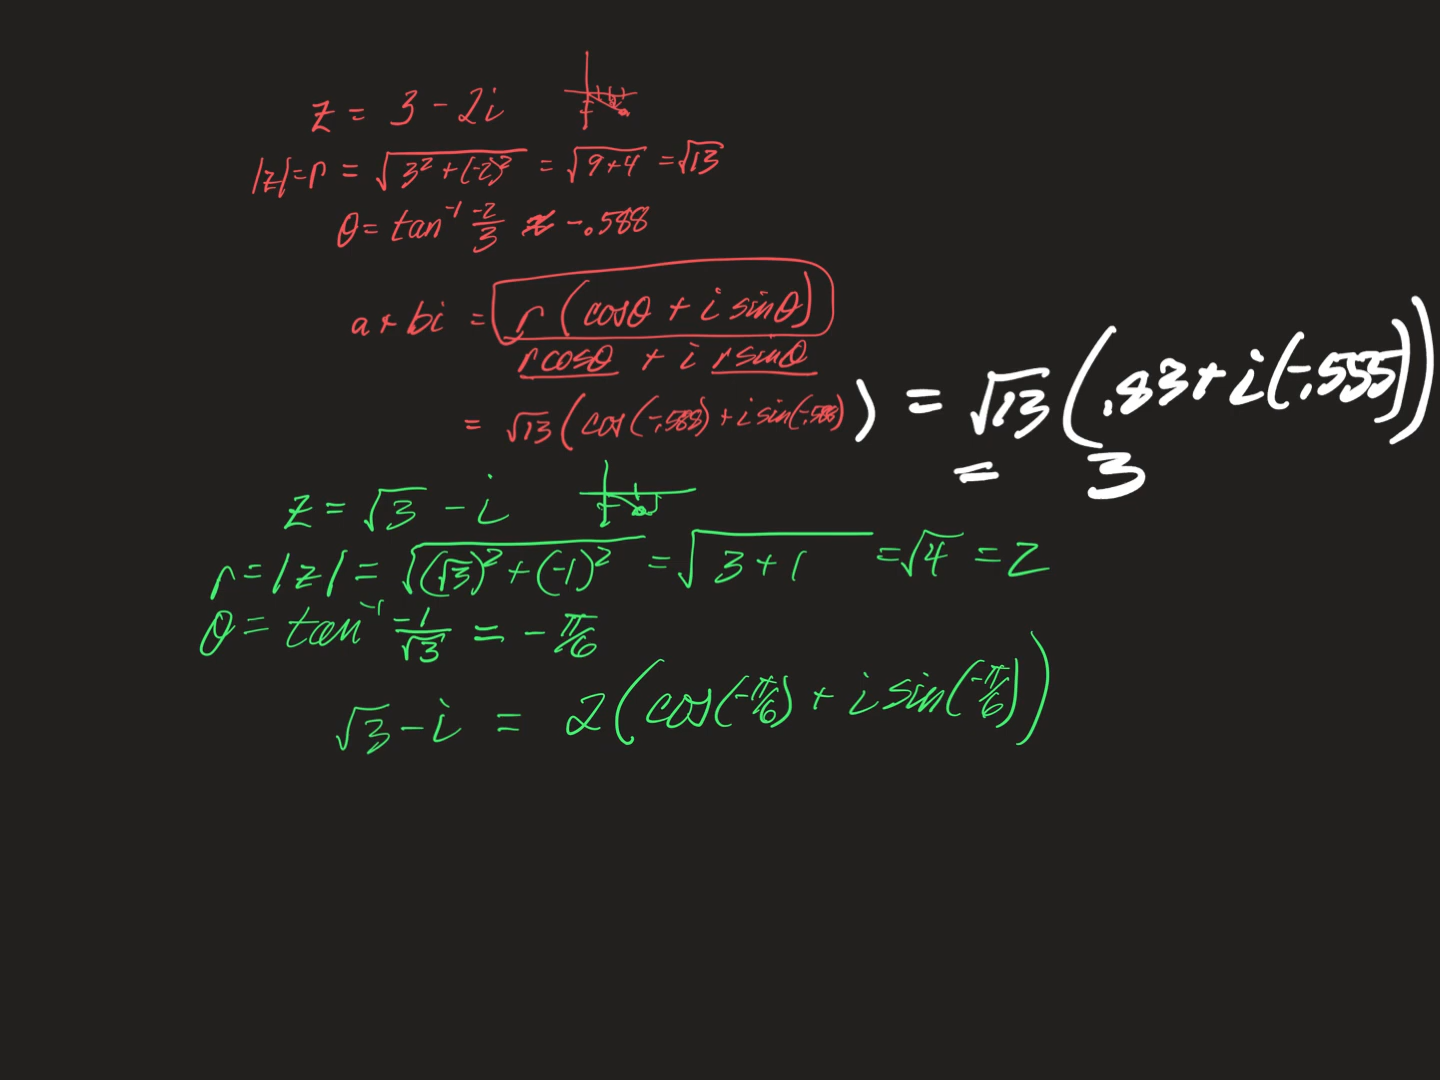 z = 3 - 2i
|z| = r = √(3² + (-2)²) = √(9+4) = √13
θ = tan⁻¹ -2/3 ≈ -.588
a + bi = r (cosθ + i sinθ)
rcosθ + i rsinθ
= √13 (cos(-.588) + i sin(-.588)) = √13 (.83 + i(-.555))
= 3
z = √3 - i
r = |z| = √((√3)² + (-1)²) = √(3 + 1) = √4 = 2
θ = tan⁻¹ -1/√3 = - π/6
√3 - i = 2 (cos(-π/6) + i sin(-π/6))